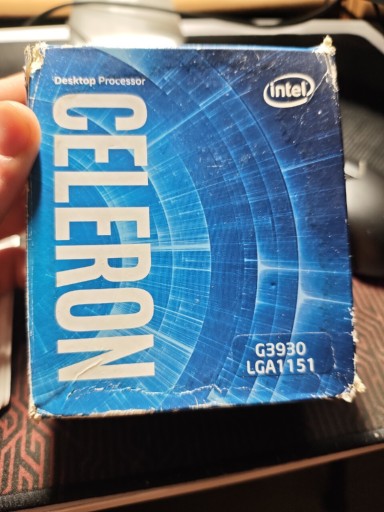 Desktop Processor
intel
CELERON
G3930
LGA1151